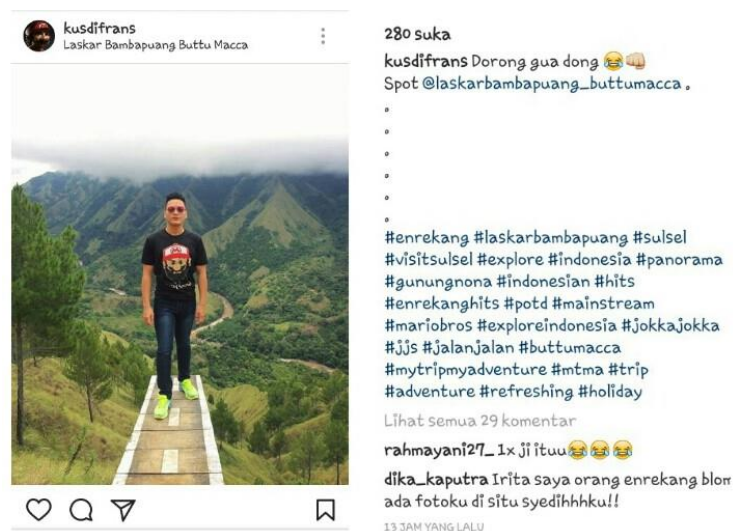 kusdifrans
Laskar Bambapuang Buttu Macca
280 suka
kusdifrans Dorong gua dong 😂👊
Spot @laskarbambapuang_buttumacca .
.
.
.
.
.
.
#enrekang #laskarbambapuang #sulsel
#visitsulsel #explore #indonesia #panorama
#gunungnona #indonesian #hits
#enrekanghits #potd #mainstream
#mariobros #exploreindonesia #jokkajokka
#jjs #jalanjalan #buttumacca
#mytripmyadventure #mtma #trip
#adventure #refreshing #holiday
Lihat semua 29 komentar
rahmayani27_ 1x ji ituu😂😂😂
dika_kaputra Irita saya orang enrekang blom
ada fotoku di situ syedihhhku!!
13 JAM YANG LALU